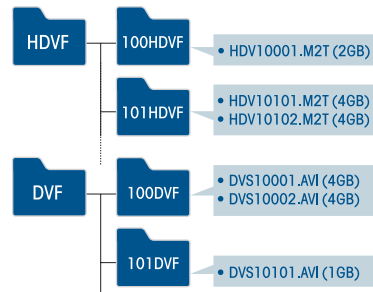 HDVF
100HDVF
• HDV10001.M2T (2GB)
101HDVF
• HDV10101.M2T (4GB)
• HDV10102.M2T (4GB)
DVF
100DVF
• DVS10001.AVI (4GB)
• DVS10002.AVI (4GB)
101DVF
• DVS10101.AVI (1GB)